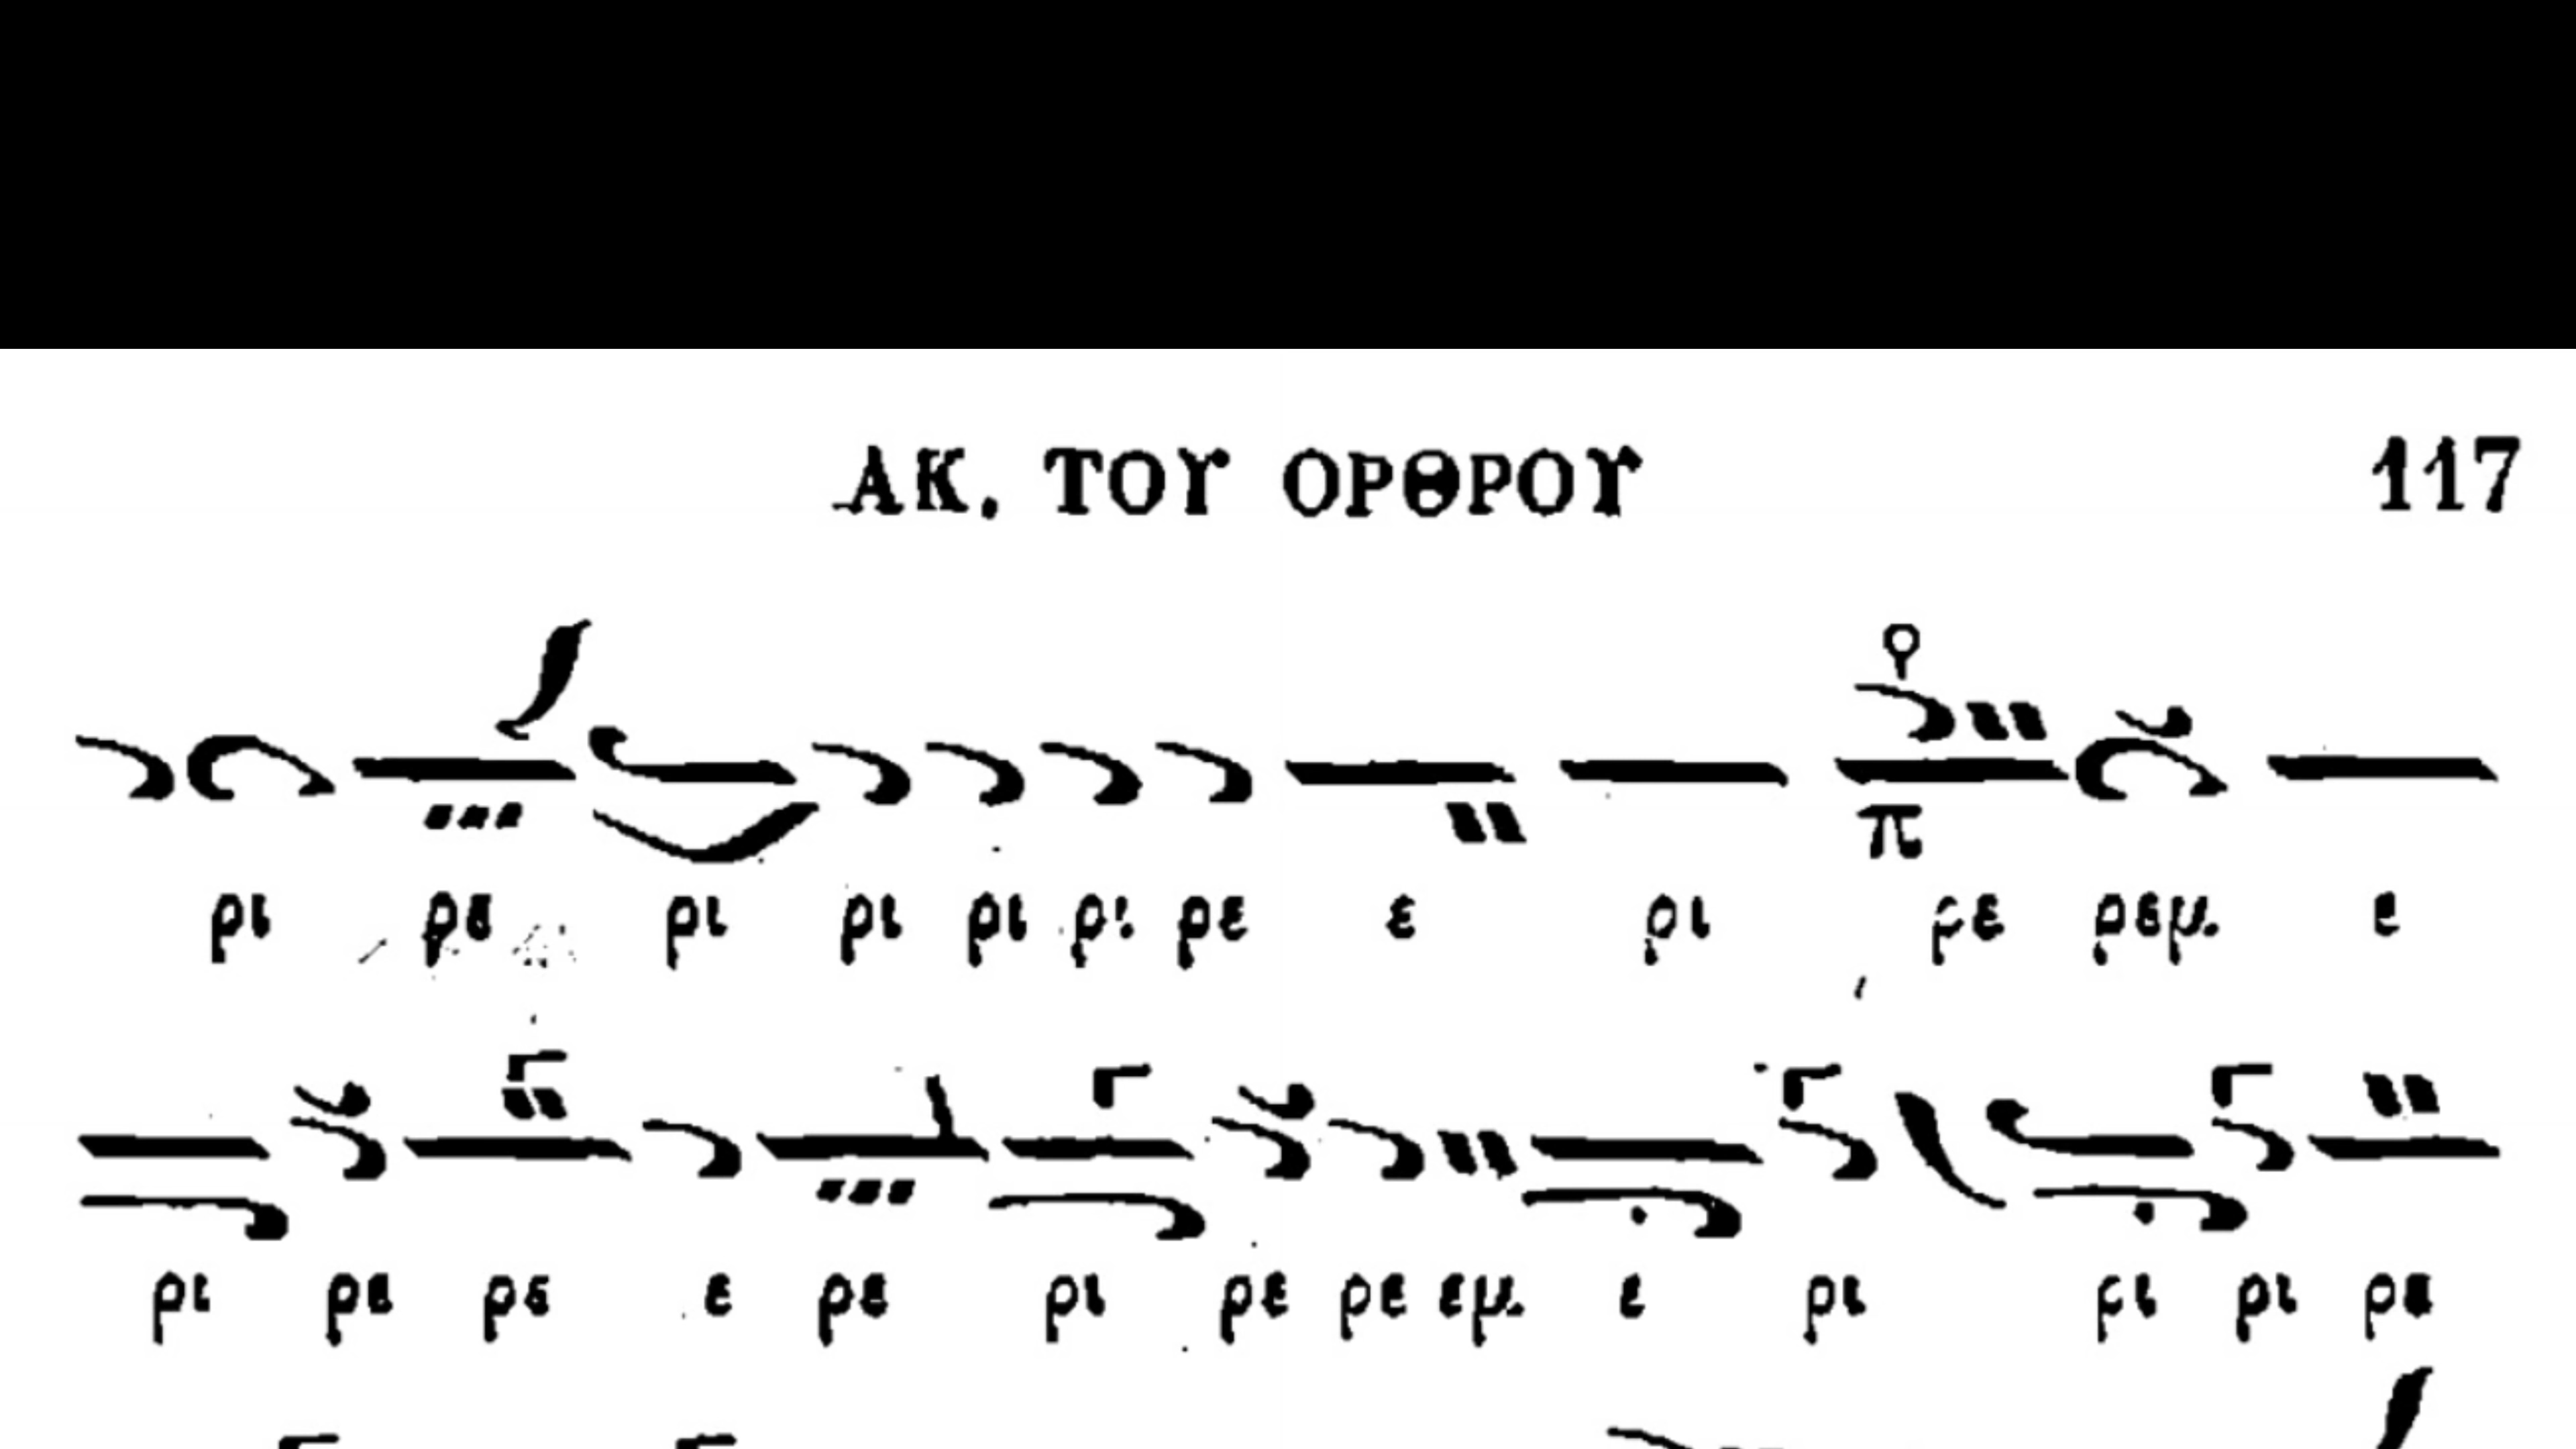 ΑΚ. ΤΟΥ ΟΡΘΡΟΥ 117
ρι ρε ρι ρι ρι ρι ρε ε ρι ρε ρεμ ε
ρι ρε ρε ε ρε ρι ρε ρε εμ ε ρι ρι ρι ρε